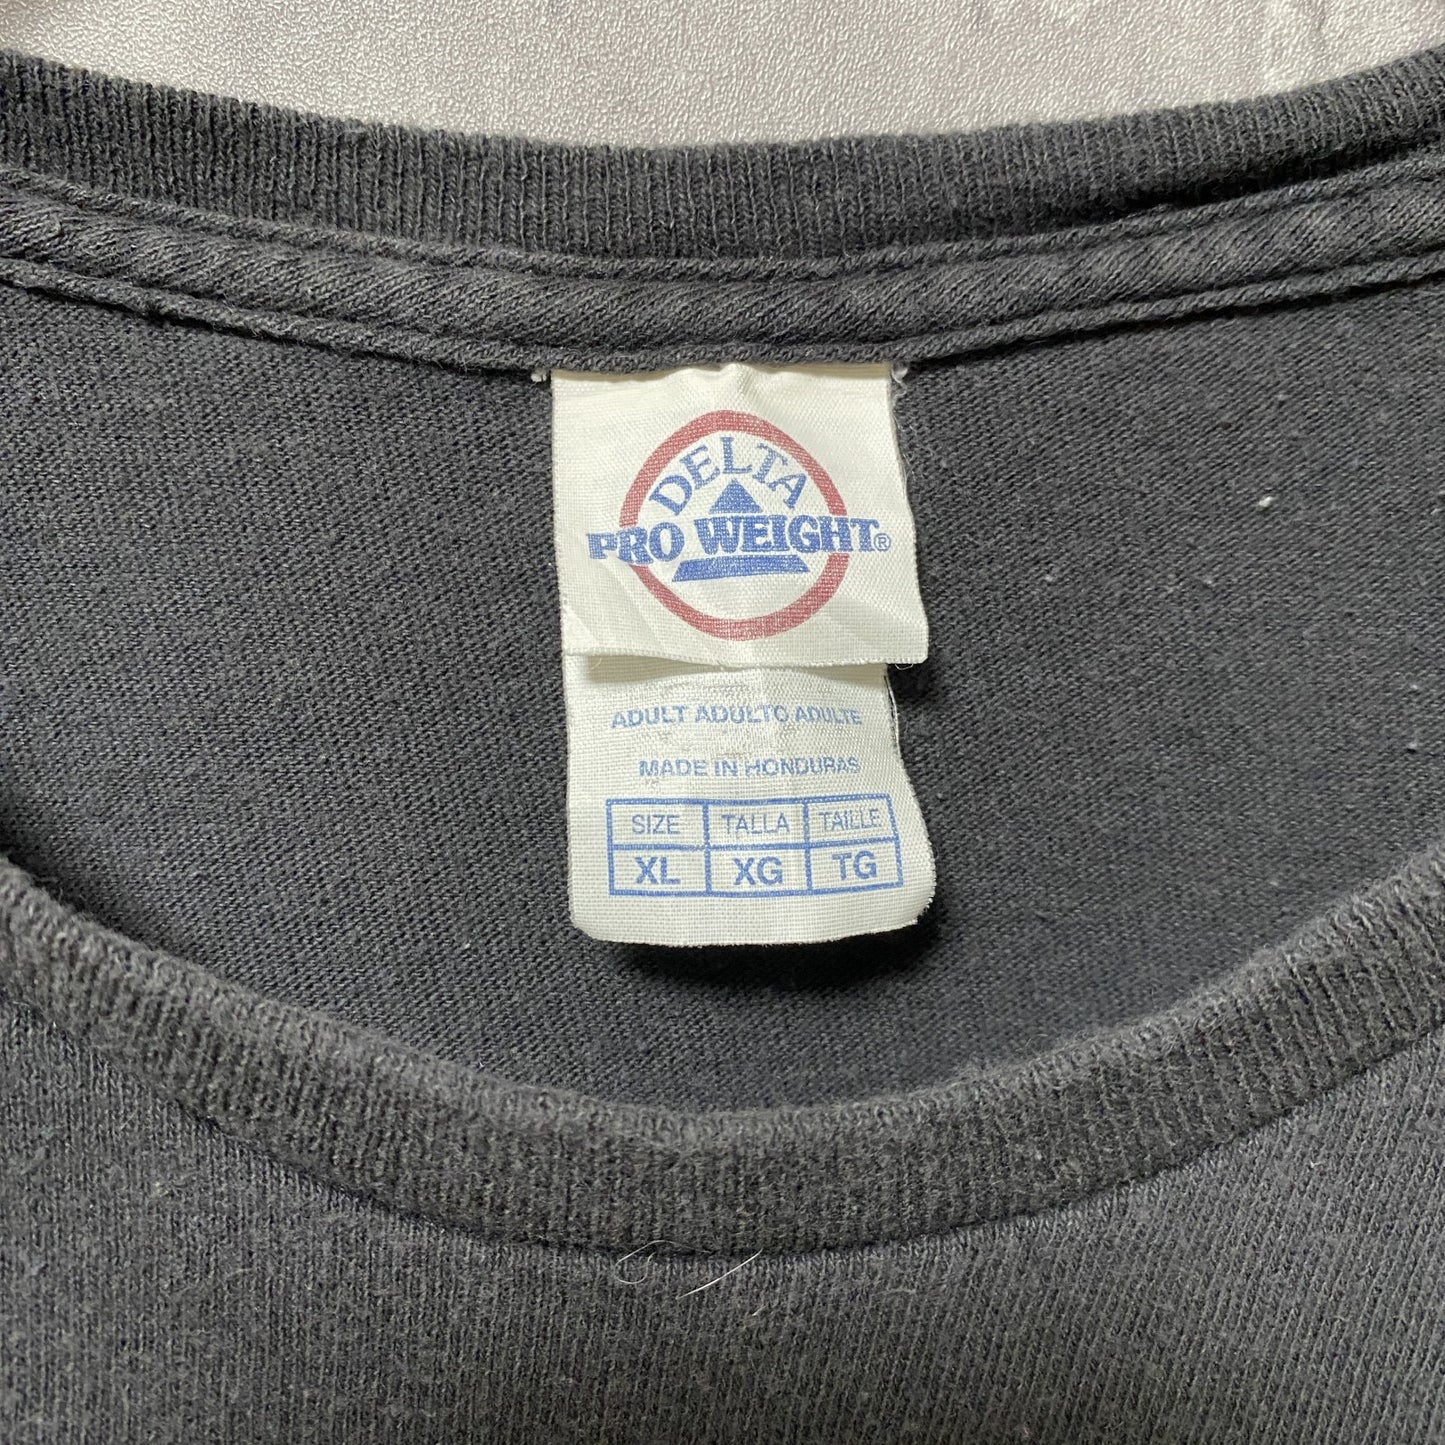 DELTA
PRO WEIGHT®
ADULT ADULTO ADULTE
MADE IN HONDURAS
SIZE TALLA TAILLE
XL XG TG